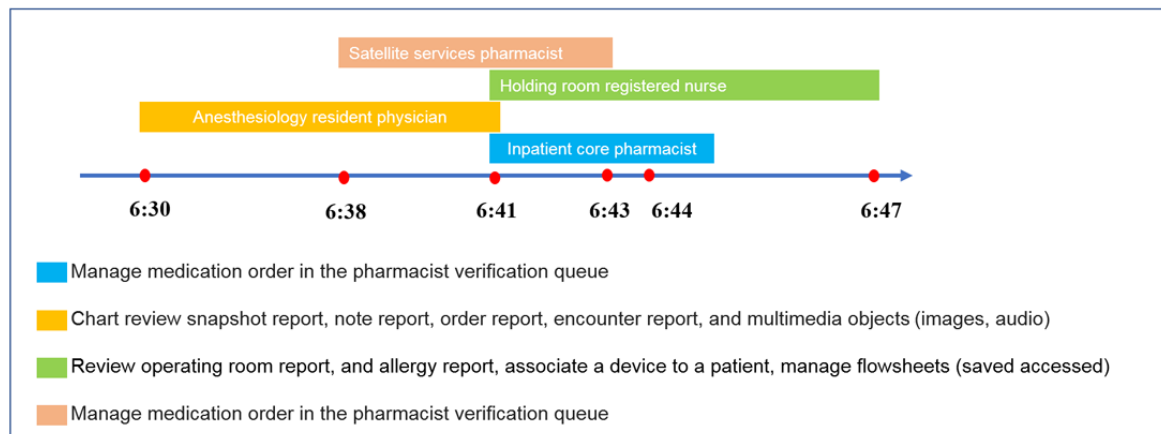 Satellite services pharmacist
Holding room registered nurse
Anesthesiology resident physician
Inpatient core pharmacist
6:30 6:38 6:41 6:43 6:44 6:47
Manage medication order in the pharmacist verification queue
Chart review snapshot report, note report, order report, encounter report, and multimedia objects (images, audio)
Review operating room report, and allergy report, associate a device to a patient, manage flowsheets (saved accessed)
Manage medication order in the pharmacist verification queue